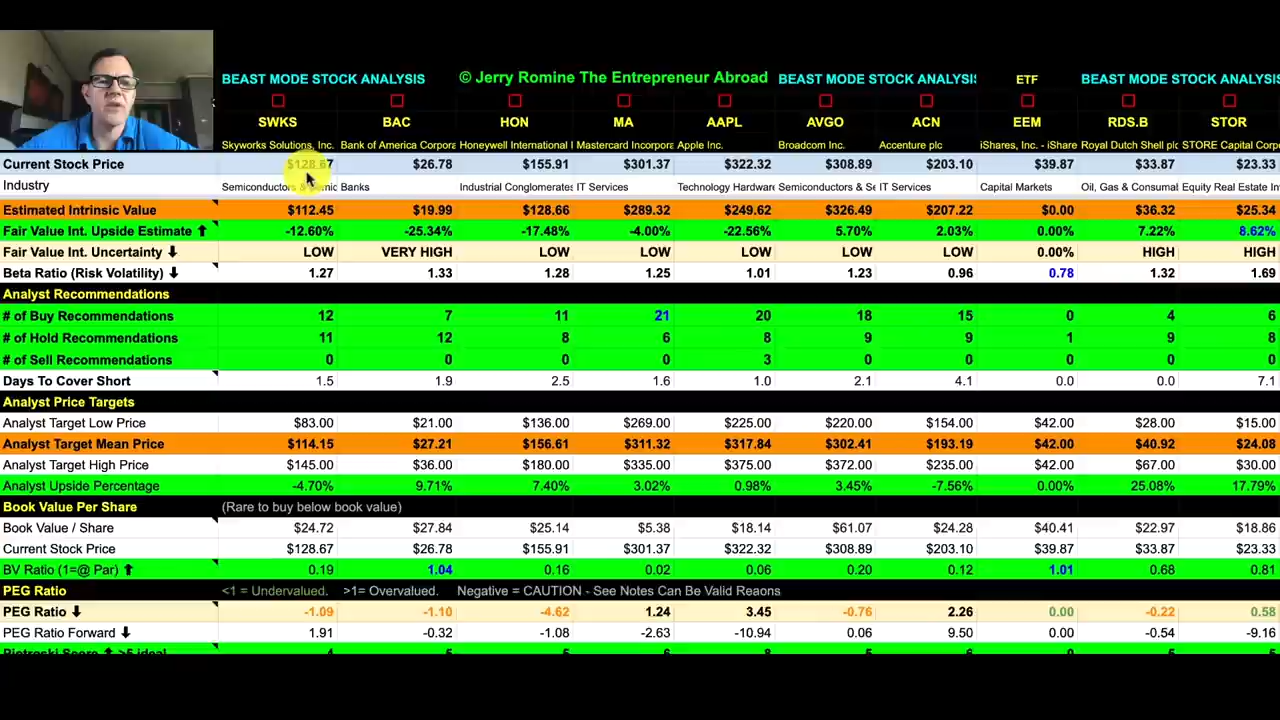 BEAST MODE STOCK ANALYSIS © Jerry Romine The Entrepreneur Abroad BEAST MODE STOCK ANALYSIS ETF BEAST MODE STOCK ANALYSIS
SWKS BAC HON MA AAPL AVGO ACN EEM RDS.B STOR
Skyworks Solutions, Inc. Bank of America Corpora Honeywell International I Mastercard Incorpora Apple Inc. Broadcom Inc. Accenture plc iShares, Inc. - iShare Royal Dutch Shell plc STORE Capital Corp
Current Stock Price $128.67 $26.78 $155.91 $301.37 $322.32 $308.89 $203.10 $39.87 $33.87 $23.33
Industry Semiconductors & Semic Banks Industrial Conglomerates IT Services Technology Hardware Semiconductors & Se IT Services Capital Markets Oil, Gas & Consumal Equity Real Estate In
Estimated Intrinsic Value $112.45 $19.99 $128.66 $289.32 $249.62 $326.49 $207.22 $0.00 $36.32 $25.34
Fair Value Int. Upside Estimate ⬆ -12.60% -25.34% -17.48% -4.00% -22.56% 5.70% 2.03% 0.00% 7.22% 8.62%
Fair Value Int. Uncertainty ⬇ LOW VERY HIGH LOW LOW LOW LOW LOW 0.00% HIGH HIGH
Beta Ratio (Risk Volatility) ⬇ 1.27 1.33 1.28 1.25 1.01 1.23 0.96 0.78 1.32 1.69
Analyst Recommendations
# of Buy Recommendations 12 7 11 21 20 18 15 0 4 6
# of Hold Recommendations 11 12 8 6 8 9 9 1 9 8
# of Sell Recommendations 0 0 0 0 3 0 0 0 0 0
Days To Cover Short 1.5 1.9 2.5 1.6 1.0 2.1 4.1 0.0 0.0 7.1
Analyst Price Targets
Analyst Target Low Price $83.00 $21.00 $136.00 $269.00 $225.00 $220.00 $154.00 $42.00 $28.00 $15.00
Analyst Target Mean Price $114.15 $27.21 $156.61 $311.32 $317.84 $302.41 $193.19 $42.00 $40.92 $24.08
Analyst Target High Price $145.00 $36.00 $180.00 $335.00 $375.00 $372.00 $235.00 $42.00 $67.00 $30.00
Analyst Upside Percentage -4.70% 9.71% 7.40% 3.02% 0.98% 3.45% -7.56% 0.00% 25.08% 17.79%
Book Value Per Share (Rare to buy below book value)
Book Value / Share $24.72 $27.84 $25.14 $5.38 $18.14 $61.07 $24.28 $40.41 $22.97 $18.86
Current Stock Price $128.67 $26.78 $155.91 $301.37 $322.32 $308.89 $203.10 $39.87 $33.87 $23.33
BV Ratio (1=@ Par) ⬆ 0.19 1.04 0.16 0.02 0.06 0.20 0.12 1.01 0.68 0.81
PEG Ratio <1 = Undervalued. >1= Overvalued. Negative = CAUTION - See Notes Can Be Valid Reaons
PEG Ratio ⬇ -1.09 -1.10 -4.62 1.24 3.45 -0.76 2.26 0.00 -0.22 0.58
PEG Ratio Forward ⬇ 1.91 -0.32 -1.08 -2.63 -10.94 0.06 9.50 0.00 -0.54 -9.16
Piotroski Score ⬆ >5 ideal